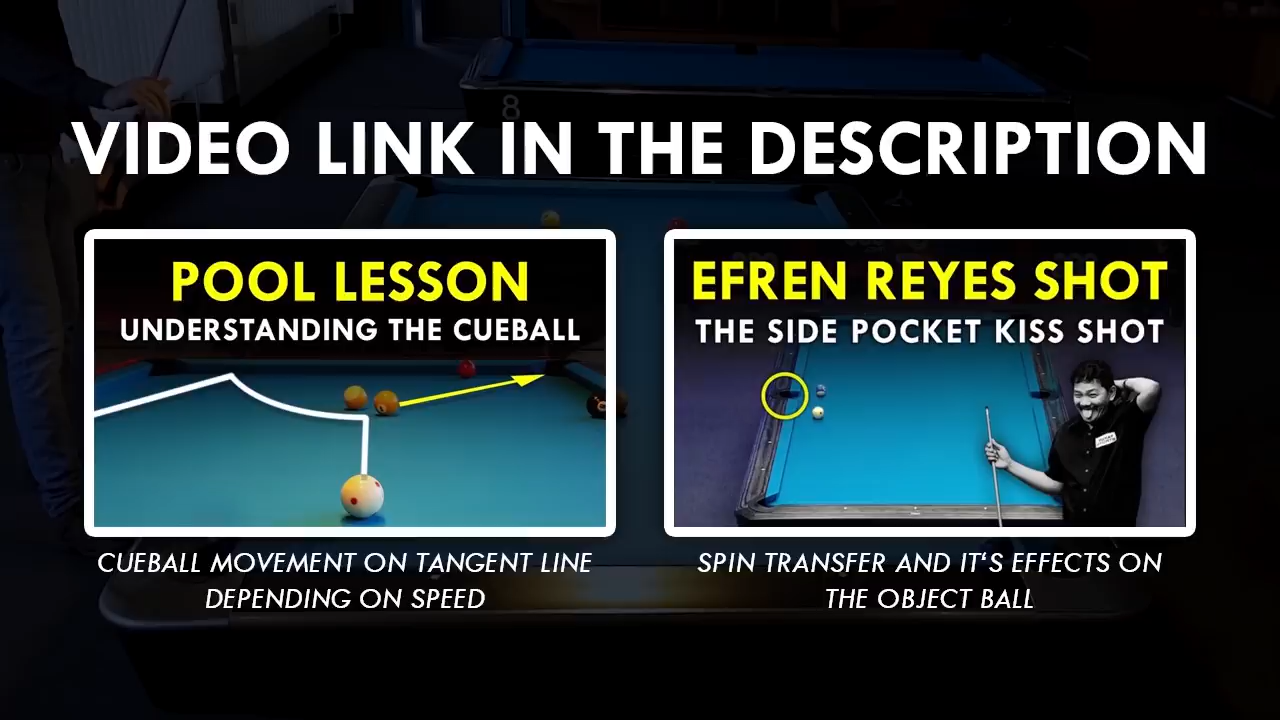 8
VIDEO LINK IN THE DESCRIPTION
POOL LESSON
UNDERSTANDING THE CUEBALL
CUEBALL MOVEMENT ON TANGENT LINE
DEPENDING ON SPEED
EFREN REYES SHOT
THE SIDE POCKET KISS SHOT
SPIN TRANSFER AND IT‘S EFFECTS ON
THE OBJECT BALL